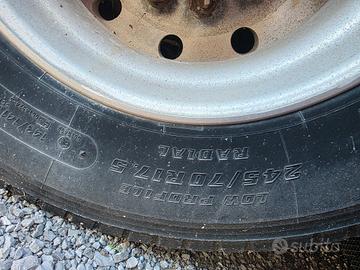 LOW PROFILE
245/70R17.5
RADIAL
subito